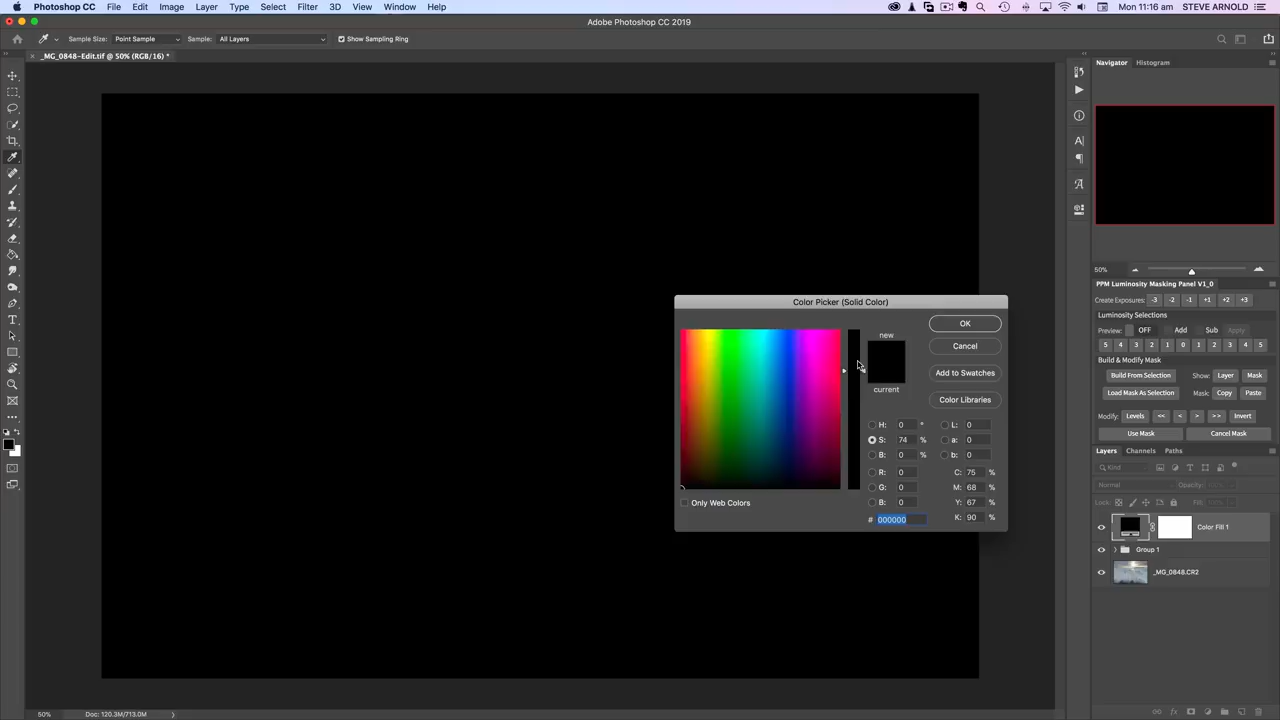 Photoshop CC File Edit Image Layer Type Select Filter 3D View Window Help Mon 11:16 am STEVE ARNOLD
Adobe Photoshop CC 2019
Sample Size: Point Sample Sample: All Layers Show Sampling Ring
_MG_0848-Edit.tif @ 50% (RGB/16) *
Navigator Histogram
50%
PPM Luminosity Masking Panel V1_0
Create Exposures: -3 -2 -1 +1 +2 +3
Luminosity Selections
Preview: OFF Add Sub Apply
5 4 3 2 1 0 1 2 3 4 5
Build & Modify Mask
Build From Selection Show: Layer Mask
Load Mask As Selection Mask: Copy Paste
Modify: Levels << < > >> Invert
Use Mask Cancel Mask
Layers Channels Paths
Kind
Normal Opacity: 100%
Lock: Fill: 100%
Color Fill 1
Group 1
_MG_0848.CR2
Color Picker (Solid Color)
new
current
OK
Cancel
Add to Swatches
Color Libraries
H: 0 ° L: 0
S: 74 % a: 0
B: 0 % b: 0
R: 0 C: 75 %
G: 0 M: 68 %
B: 0 Y: 67 %
# 000000 K: 90 %
Only Web Colors
50% Doc: 120.3M/713.0M